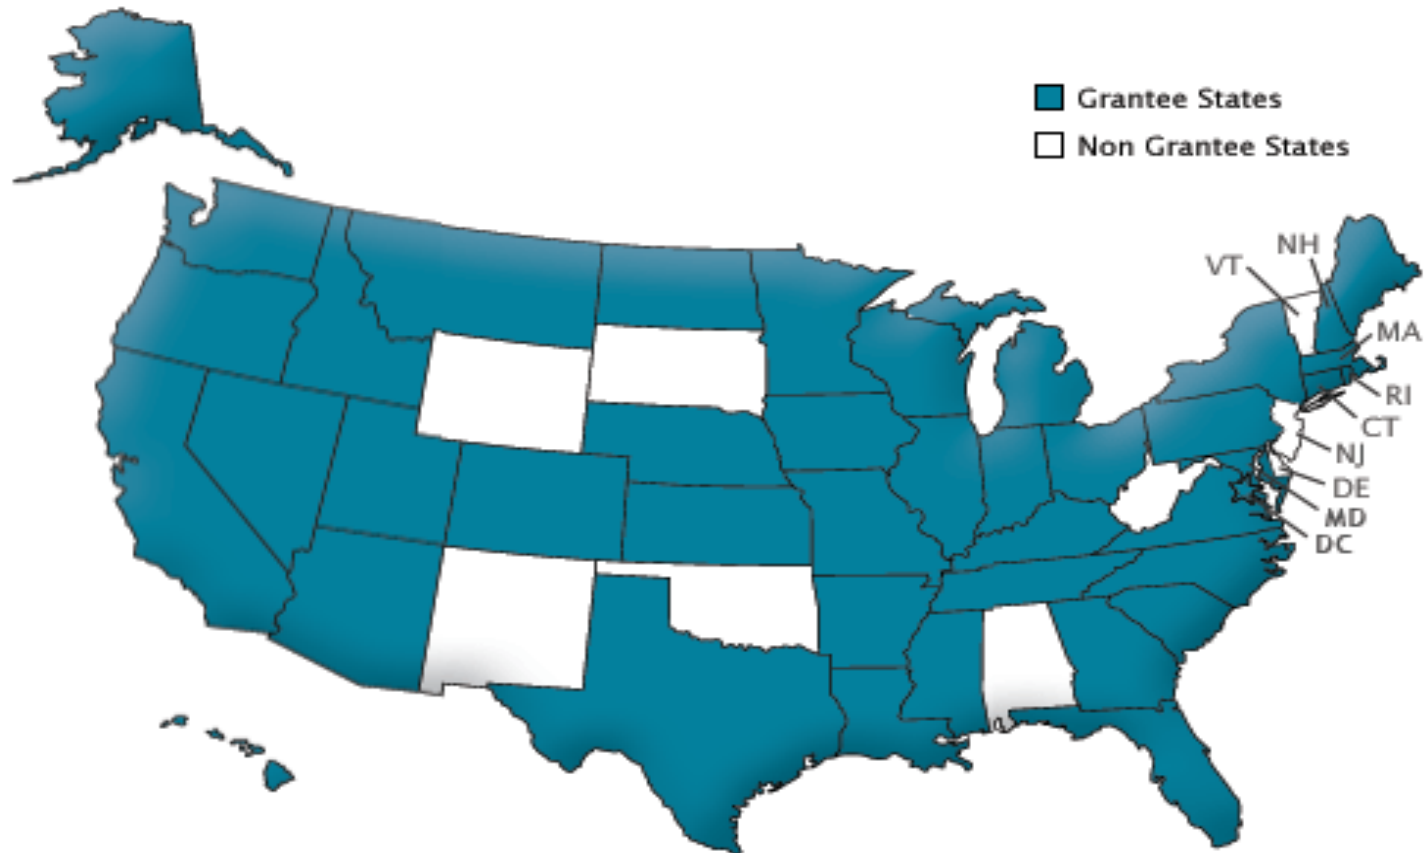 Grantee States
Non Grantee States
NH
VT
MA
RI
CT
NJ
DE
MD
DC